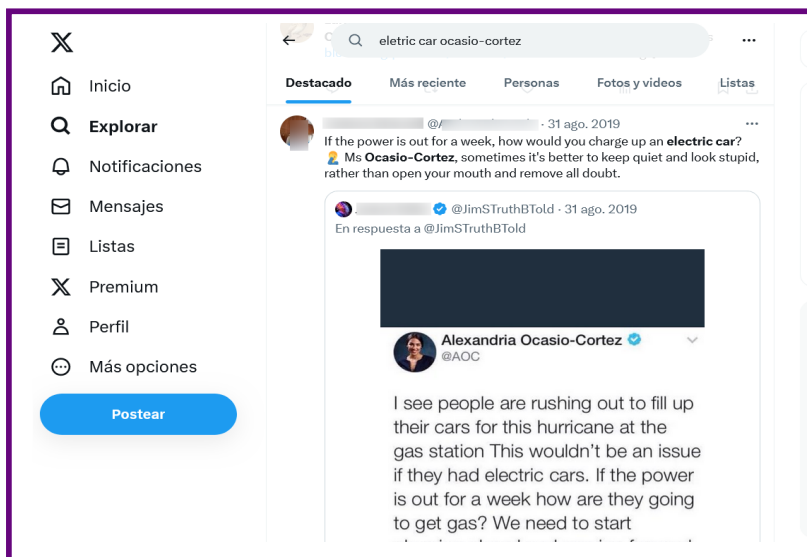 eletric car ocasio-cortez
Inicio
Explorar
Notificaciones
Mensajes
Listas
Premium
Perfil
Más opciones
Postear
Destacado Más reciente Personas Fotos y videos Listas
· 31 ago. 2019
If the power is out for a week, how would you charge up an electric car?
Ms Ocasio-Cortez, sometimes it's better to keep quiet and look stupid,
rather than open your mouth and remove all doubt.
@JimSTruthBTold · 31 ago. 2019
En respuesta a @JimSTruthBTold
Alexandria Ocasio-Cortez
@AOC
I see people are rushing out to fill up
their cars for this hurricane at the
gas station This wouldn't be an issue
if they had electric cars. If the power
is out for a week how are they going
to get gas? We need to start